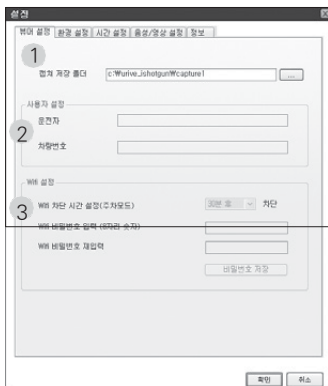 설정
뷰어 설정 환경 설정 시간 설정 음성/영상 설정 정보
1
캡쳐 저장 폴더 c:₩urive_ishotgun₩capture1 ...
사용자 설정
2
운전자
차량번호
Wifi 설정
3
Wifi 차단 시간 설정(주차모드) 30분 후 차단
Wifi 비밀번호 입력 (8자리 숫자)
Wifi 비밀번호 재입력
비밀번호 저장
확인 취소